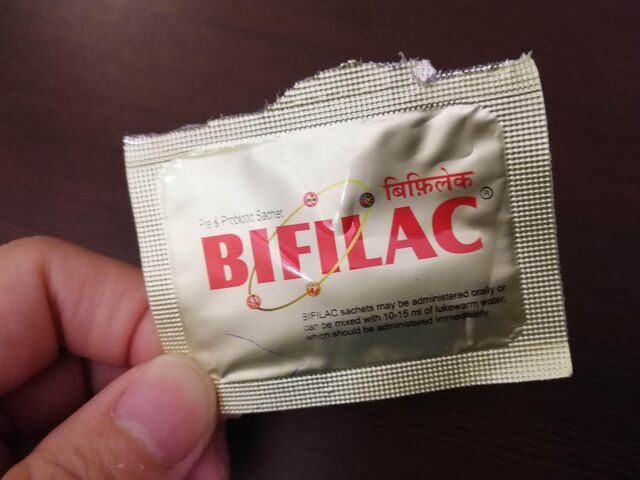 बिफ़िलेक
Pre & Probiotic Sachet
BIFILAC®
BIFILAC sachets may be administered orally or
can be mixed with 10-15 ml of lukewarm water,
which should be administered immediately.